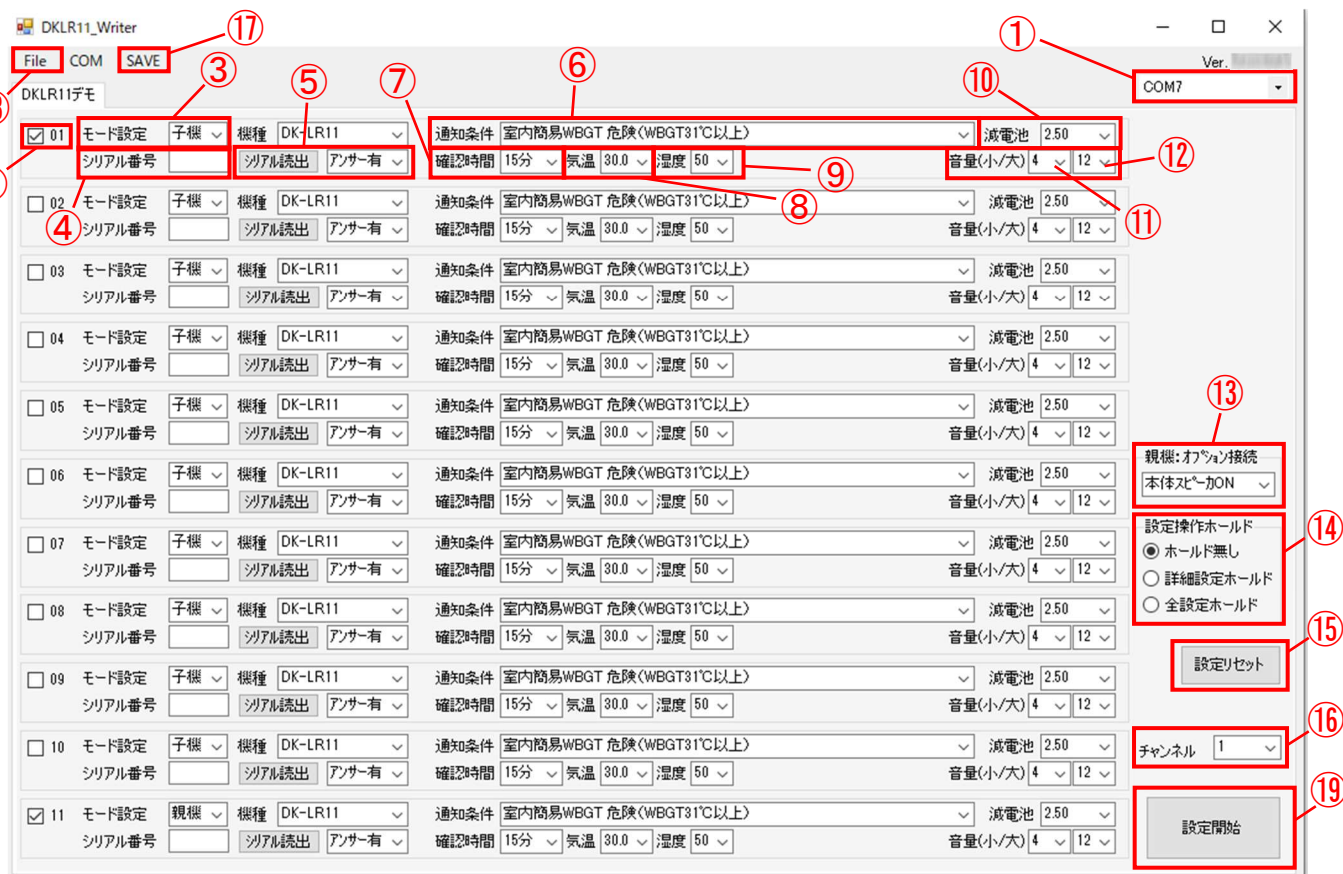 DKLR11_Writer
⑰
①
File COM SAVE
Ver.
③ ⑤ ⑦ ⑥ ⑩
COM7
DKLR11デモ
01 モード設定 子機 機種 DK-LR11 通知条件 室内簡易WBGT 危険(WBGT31℃以上) 減電池 2.50
シリアル番号 シリアル読出 アンサー有 確認時間 15分 気温 30.0 湿度 50 音量(小/大) 4 12
⑫
④ ⑧ ⑨ ⑪
02 モード設定 子機 機種 DK-LR11 通知条件 室内簡易WBGT 危険(WBGT31℃以上) 減電池 2.50
シリアル番号 シリアル読出 アンサー有 確認時間 15分 気温 30.0 湿度 50 音量(小/大) 4 12
03 モード設定 子機 機種 DK-LR11 通知条件 室内簡易WBGT 危険(WBGT31℃以上) 減電池 2.50
シリアル番号 シリアル読出 アンサー有 確認時間 15分 気温 30.0 湿度 50 音量(小/大) 4 12
04 モード設定 子機 機種 DK-LR11 通知条件 室内簡易WBGT 危険(WBGT31℃以上) 減電池 2.50
シリアル番号 シリアル読出 アンサー有 確認時間 15分 気温 30.0 湿度 50 音量(小/大) 4 12
05 モード設定 子機 機種 DK-LR11 通知条件 室内簡易WBGT 危険(WBGT31℃以上) 減電池 2.50
シリアル番号 シリアル読出 アンサー有 確認時間 15分 気温 30.0 湿度 50 音量(小/大) 4 12
06 モード設定 子機 機種 DK-LR11 通知条件 室内簡易WBGT 危険(WBGT31℃以上) 減電池 2.50
シリアル番号 シリアル読出 アンサー有 確認時間 15分 気温 30.0 湿度 50 音量(小/大) 4 12
07 モード設定 子機 機種 DK-LR11 通知条件 室内簡易WBGT 危険(WBGT31℃以上) 減電池 2.50
シリアル番号 シリアル読出 アンサー有 確認時間 15分 気温 30.0 湿度 50 音量(小/大) 4 12
08 モード設定 子機 機種 DK-LR11 通知条件 室内簡易WBGT 危険(WBGT31℃以上) 減電池 2.50
シリアル番号 シリアル読出 アンサー有 確認時間 15分 気温 30.0 湿度 50 音量(小/大) 4 12
09 モード設定 子機 機種 DK-LR11 通知条件 室内簡易WBGT 危険(WBGT31℃以上) 減電池 2.50
シリアル番号 シリアル読出 アンサー有 確認時間 15分 気温 30.0 湿度 50 音量(小/大) 4 12
10 モード設定 子機 機種 DK-LR11 通知条件 室内簡易WBGT 危険(WBGT31℃以上) 減電池 2.50
シリアル番号 シリアル読出 アンサー有 確認時間 15分 気温 30.0 湿度 50 音量(小/大) 4 12
11 モード設定 親機 機種 DK-LR11 通知条件 室内簡易WBGT 危険(WBGT31℃以上) 減電池 2.50
シリアル番号 シリアル読出 アンサー有 確認時間 15分 気温 30.0 湿度 50 音量(小/大) 4 12
⑬
親機:オプション接続
本体スピーカON
⑭
設定操作ホールド
ホールド無し
詳細設定ホールド
全設定ホールド
⑮
設定リセット
⑯
チャンネル 1
⑲
設定開始